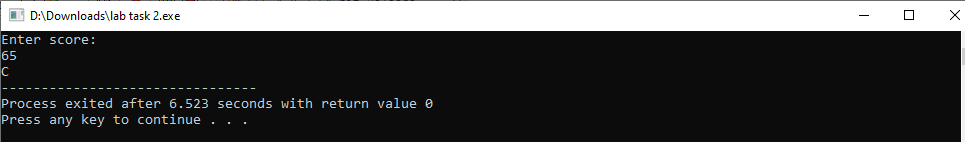 D:\Downloads\lab task 2.exe
Enter score:
65
C
--------------------------------
Process exited after 6.523 seconds with return value 0
Press any key to continue . . .